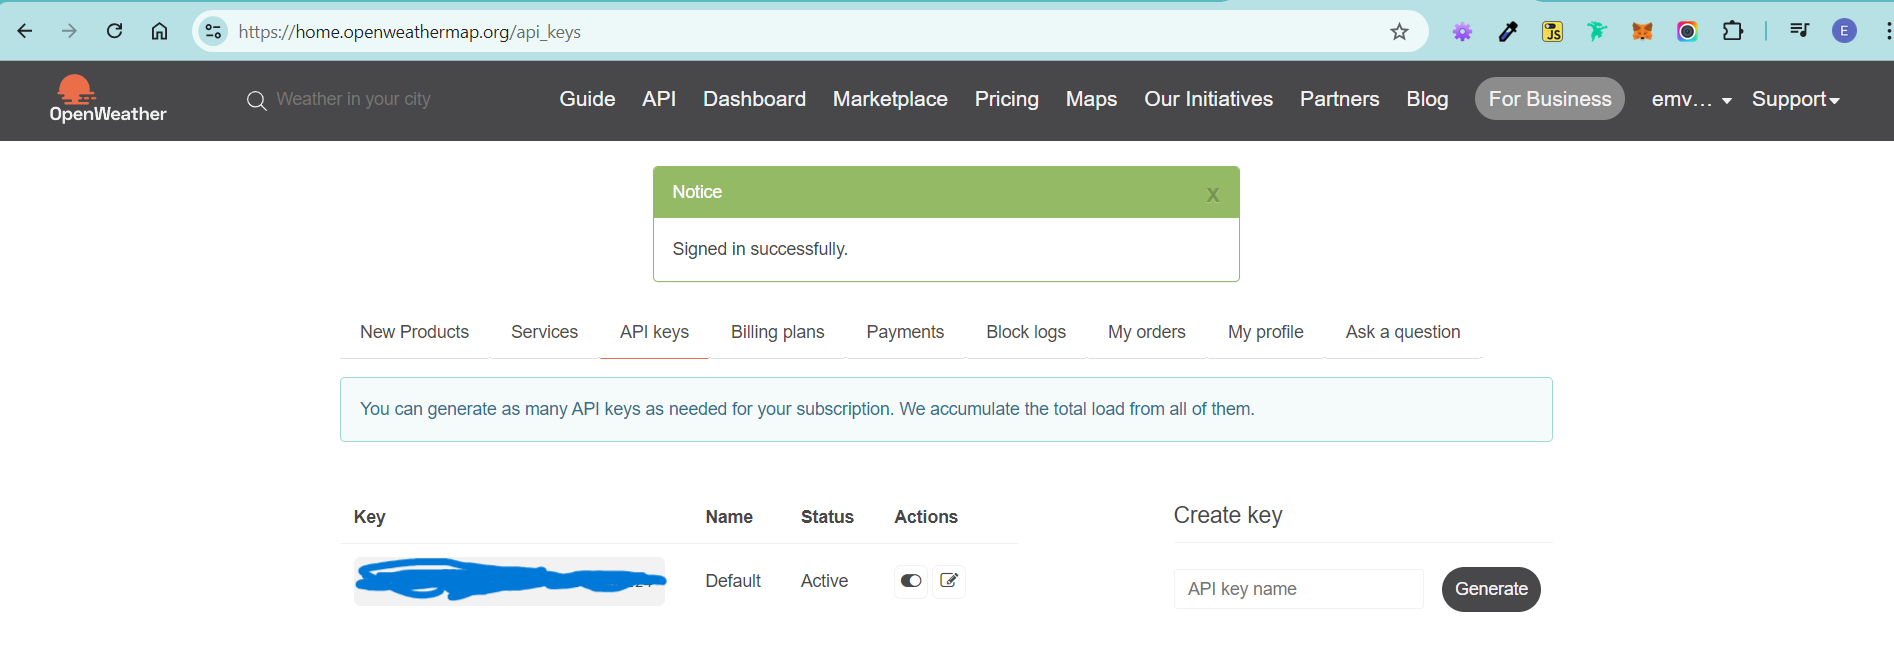 https://home.openweathermap.org/api_keys
JS
E
OpenWeather
Weather in your city
Guide API Dashboard Marketplace Pricing Maps Our Initiatives Partners Blog For Business emv... Support
Notice x
Signed in successfully.
New Products Services API keys Billing plans Payments Block logs My orders My profile Ask a question
You can generate as many API keys as needed for your subscription. We accumulate the total load from all of them.
Key Name Status Actions
Default Active
Create key
API key name Generate